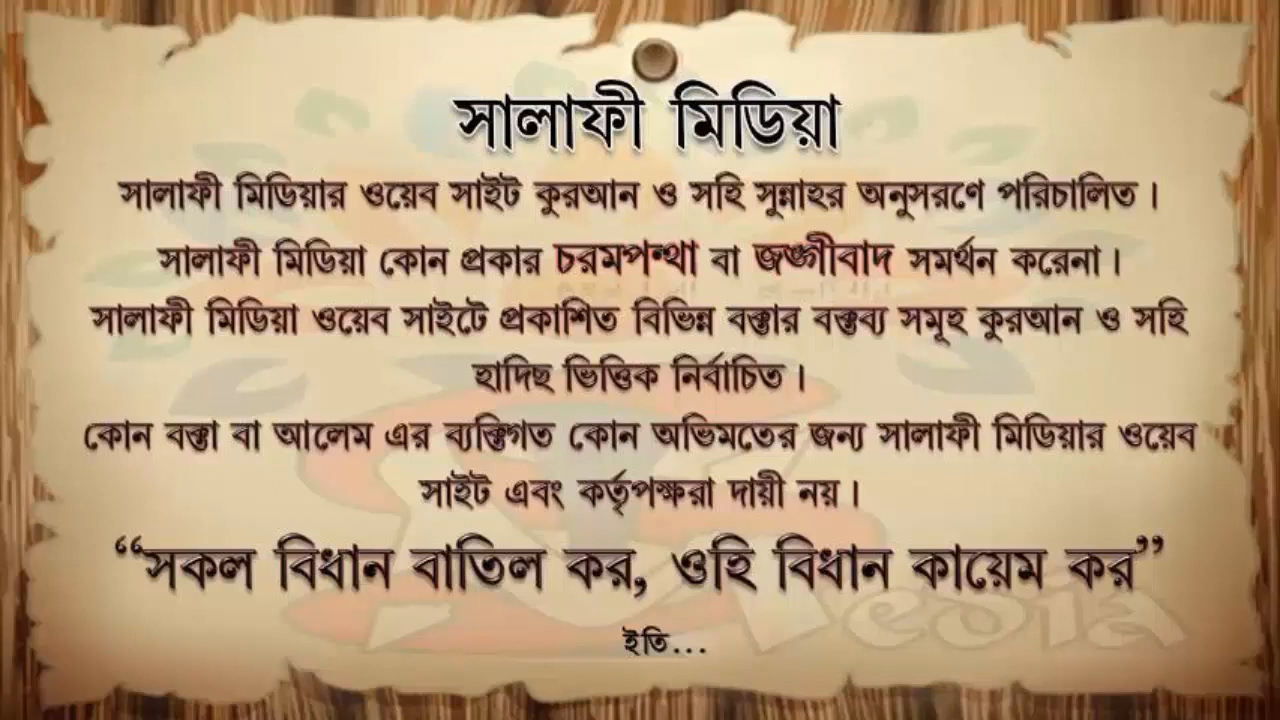 সালাফী মিডিয়া
সালাফী মিডিয়ার ওয়েব সাইট কুরআন ও সহি সুন্নাহর অনুসরণে পরিচালিত।
সালাফী মিডিয়া কোন প্রকার চরমপন্থা বা জঙ্গীবাদ সমর্থন করেনা।
সালাফী মিডিয়া ওয়েব সাইটে প্রকাশিত বিভিন্ন বক্তার বক্তব্য সমূহ কুরআন ও সহি
হাদিছ ভিত্তিক নির্বাচিত।
কোন বক্তা বা আলেম এর ব্যক্তিগত কোন অভিমতের জন্য সালাফী মিডিয়ার ওয়েব
সাইট এবং কর্তৃপক্ষরা দায়ী নয়।
“সকল বিধান বাতিল কর, ওহি বিধান কায়েম কর”
ইতি...